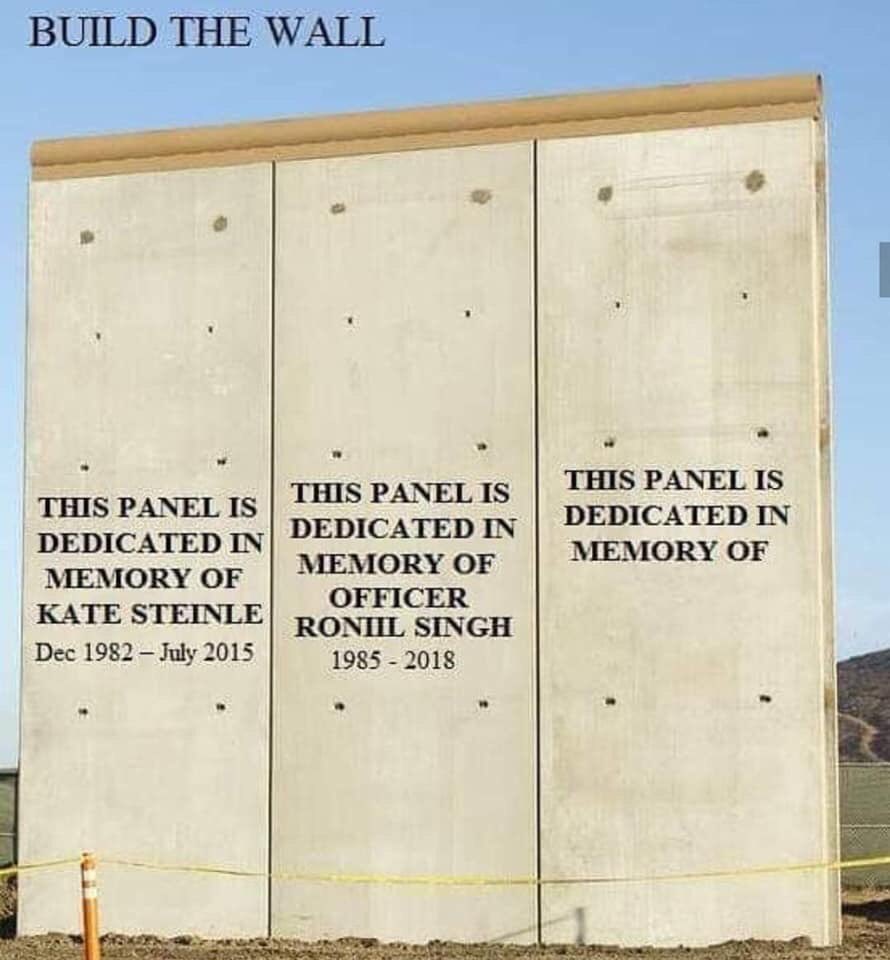 BUILD THE WALL
THIS PANEL IS
DEDICATED IN
MEMORY OF
KATE STEINLE
Dec 1982 – July 2015
THIS PANEL IS
DEDICATED IN
MEMORY OF
OFFICER
RONIIL SINGH
1985 - 2018
THIS PANEL IS
DEDICATED IN
MEMORY OF